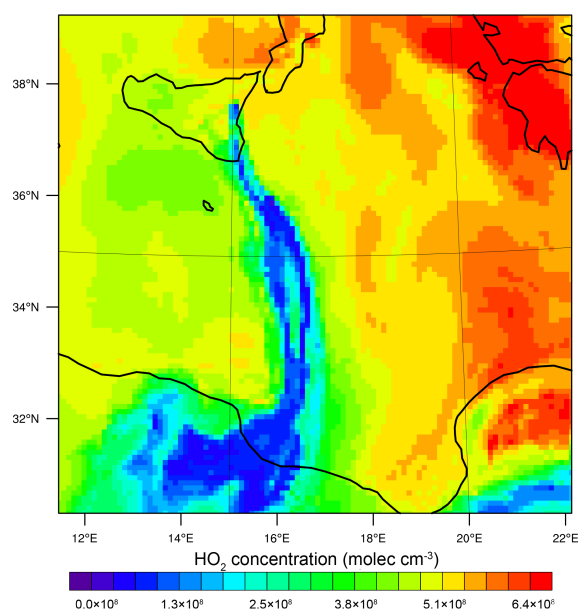 38°N
36°N
34°N
32°N
12°E 14°E 16°E 18°E 20°E 22°E
HO₂ concentration (molec cm⁻³)
0.0×10⁸ 1.3×10⁸ 2.5×10⁸ 3.8×10⁸ 5.1×10⁸ 6.4×10⁸